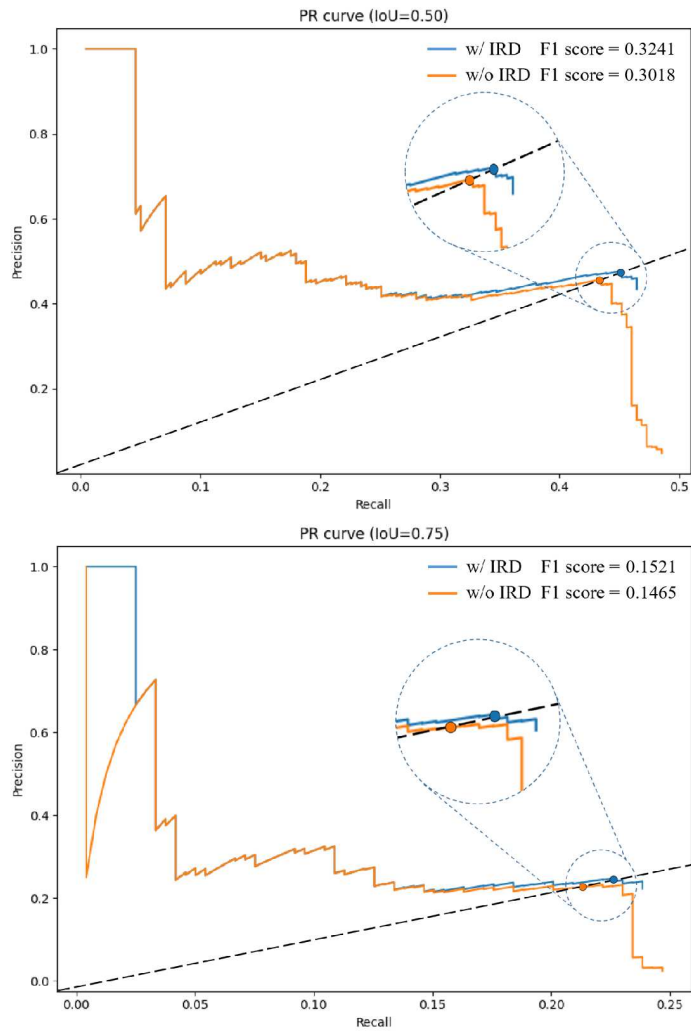 PR curve (IoU=0.50)
w/ IRD F1 score = 0.3241
w/o IRD F1 score = 0.3018
1.0
0.8
0.6
0.4
0.2
Precision
0.0 0.1 0.2 0.3 0.4 0.5
Recall
PR curve (IoU=0.75)
w/ IRD F1 score = 0.1521
w/o IRD F1 score = 0.1465
1.0
0.8
0.6
0.4
0.2
0.0
Precision
0.00 0.05 0.10 0.15 0.20 0.25
Recall